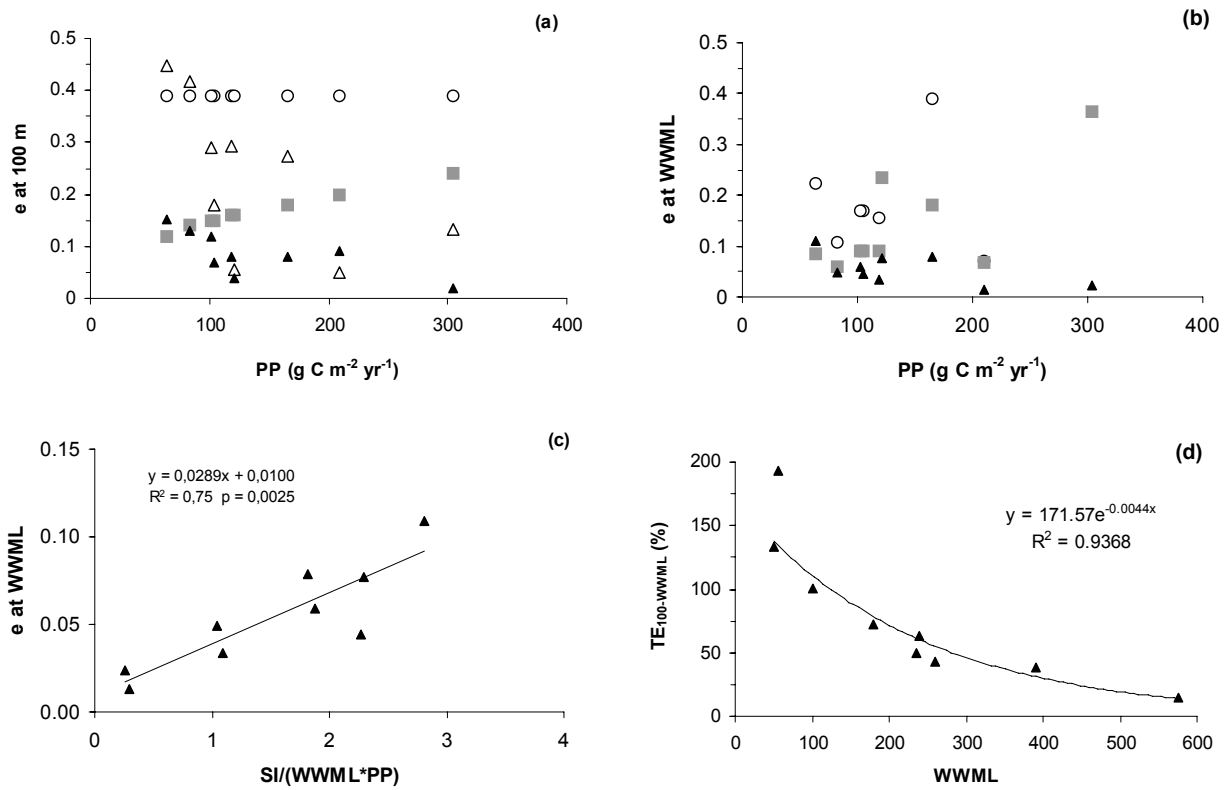 (a)
0.5
0.4
0.3
0.2
0.1
0
e at 100 m
0 100 200 300 400
PP (g C m⁻² yr⁻¹)
(b)
0.5
0.4
0.3
0.2
0.1
0
e at WWML
0 100 200 300 400
PP (g C m⁻² yr⁻¹)
(c)
0.15
0.10
0.05
0.00
e at WWML
y = 0,0289x + 0,0100
R² = 0,75 p = 0,0025
0 1 2 3 4
SI/(WWML*PP)
(d)
200
150
100
50
0
TE₁₀₀₋WWML (%)
y = 171.57e^-0.0044x
R² = 0.9368
0 100 200 300 400 500 600
WWML